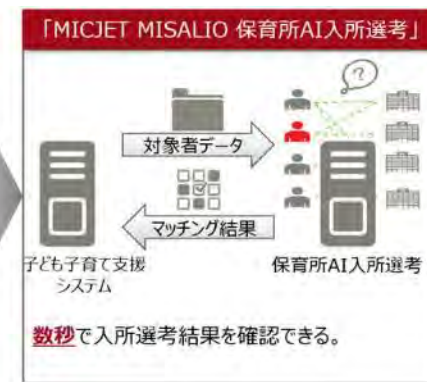 「MICJET MISALIO 保育所AI入所選考」
?
対象者データ
マッチング結果
子ども子育て支援
システム
保育所AI入所選考
数秒で入所選考結果を確認できる。